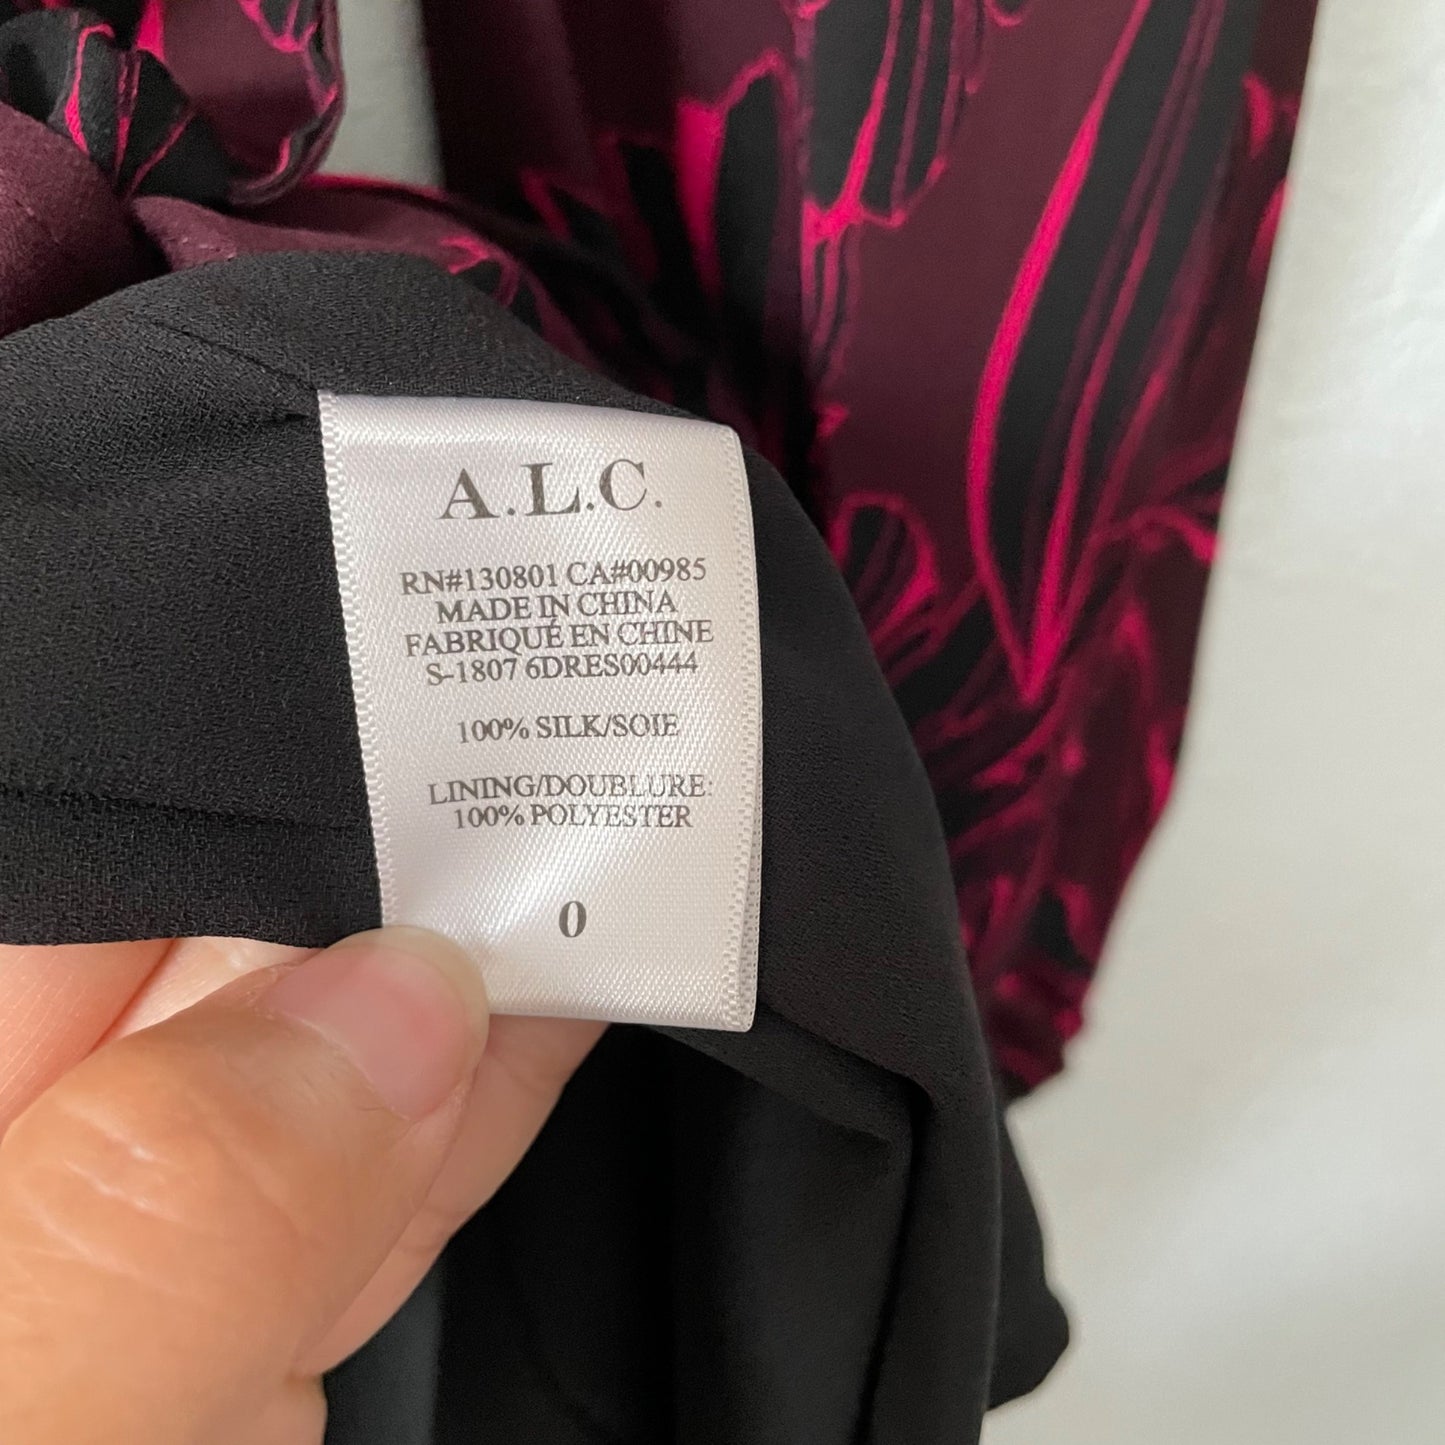 A.L.C.
RN#130801 CA#00985
MADE IN CHINA
FABRIQUÉ EN CHINE
S-1807 6DRES00444
100% SILK/SOIE
LINING/DOUBLURE:
100% POLYESTER
0